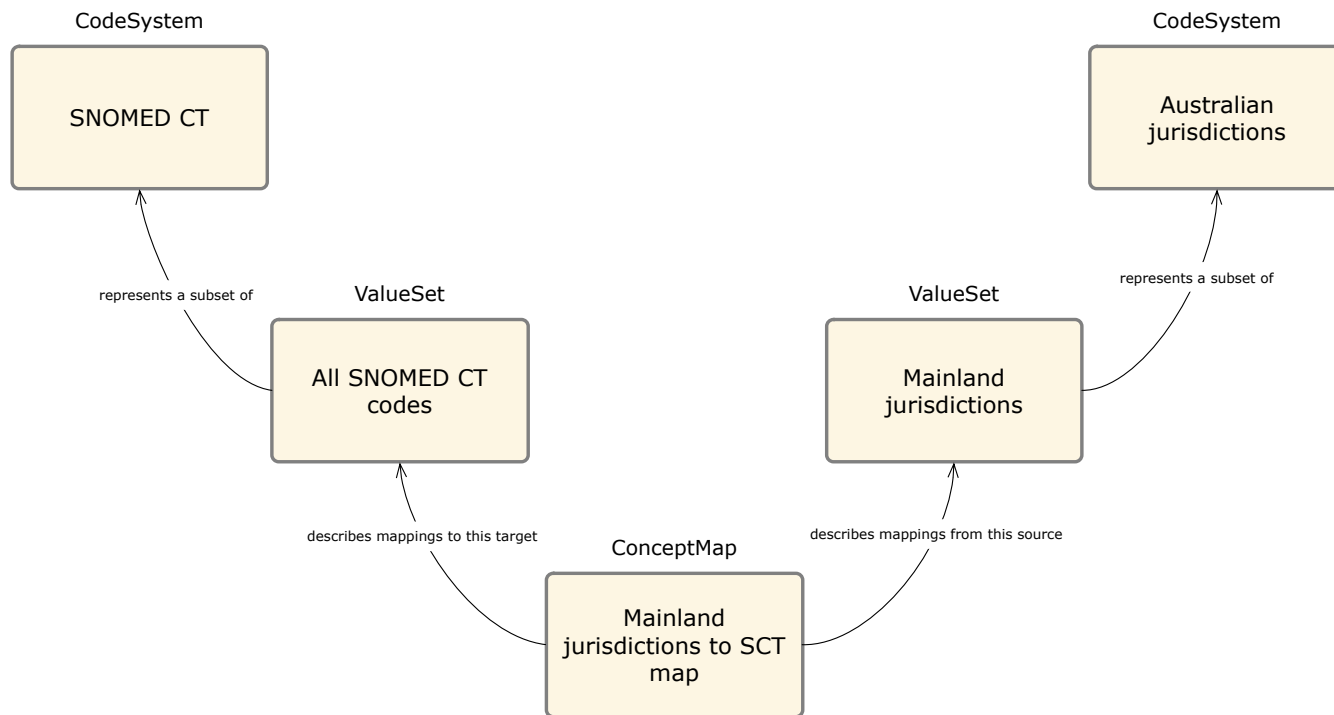 CodeSystem
SNOMED CT
CodeSystem
Australian
jurisdictions
represents a subset of
represents a subset of
ValueSet
All SNOMED CT
codes
ValueSet
Mainland
jurisdictions
describes mappings to this target
describes mappings from this source
ConceptMap
Mainland
jurisdictions to SCT
map